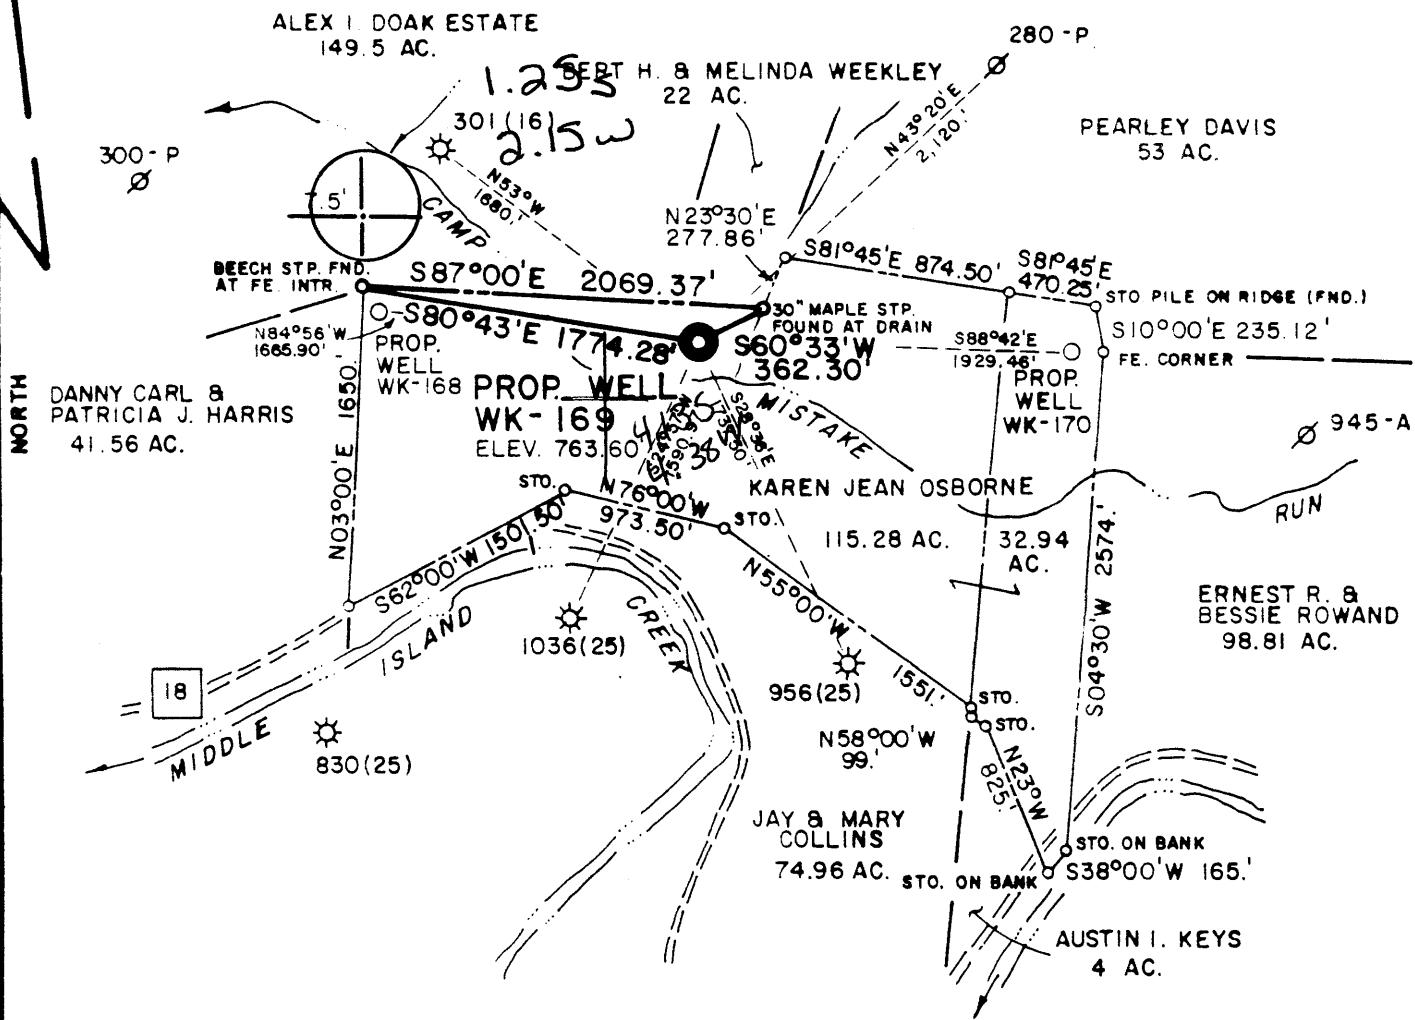 ALEX I. DOAK ESTATE
149.5 AC.
280-P
1.25 s
BERT H. & MELINDA WEEKLEY
22 AC.
301(16)
2.15 w
N43°20'E
2,120.'
PEARLEY DAVIS
53 AC.
300-P
N53°W
1680.'
7.5'
CAMP
N23°30'E
277.86'
BEECH STP. FND.
AT FE. INTR.
S87°00'E 2069.37'
S81°45'E 874.50'
S81°45'E
470.25'
STO PILE ON RIDGE (FND.)
30" MAPLE STP.
FOUND AT DRAIN
S10°00'E 235.12'
N84°56'W
1665.90'
S80°43'E 1774.28'
S60°33'W
362.30'
S88°42'E
1929.46'
FE. CORNER
PROP.
WELL
WK-168
PROP. WELL
WK-169
ELEV. 763.60
PROP.
WELL
WK-170
NORTH
DANNY CARL &
PATRICIA J. HARRIS
41.56 AC.
N03°00'E 1650.'
MISTAKE
RUN
945-A
STO.
N76°00'W
973.50'
STO.
KAREN JEAN OSBORNE
115.28 AC.
32.94
AC.
S62°00'W 1501.50'
N55°00'W 1551.'
S04°30'W 2574.'
ERNEST R. &
BESSIE ROWAND
98.81 AC.
MIDDLE ISLAND CREEK
1036(25)
956(25)
18
830(25)
STO.
STO.
N58°00'W
99.'
N23°W
825.'
JAY & MARY
COLLINS
74.96 AC.
STO. ON BANK
STO. ON BANK
S38°00'W 165.'
AUSTIN I. KEYS
4 AC.